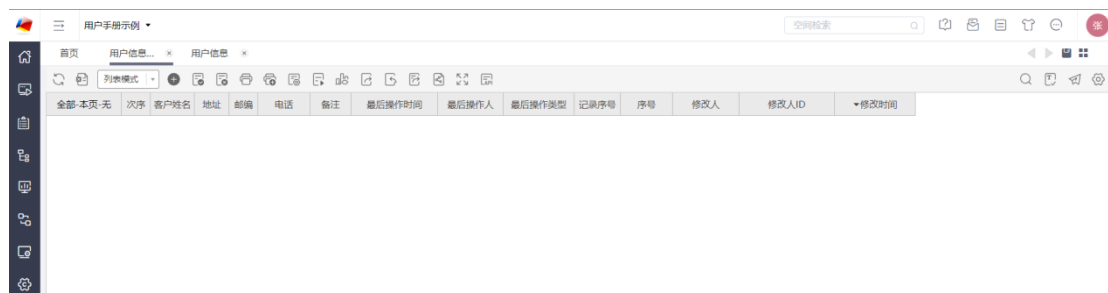 用户手册示例
空间检索
张
首页 用户信息... × 用户信息 ×
列表模式
全部-本页-无 次序 客户姓名 地址 邮编 电话 备注 最后操作时间 最后操作人 最后操作类型 记录序号 序号 修改人 修改人ID 修改时间